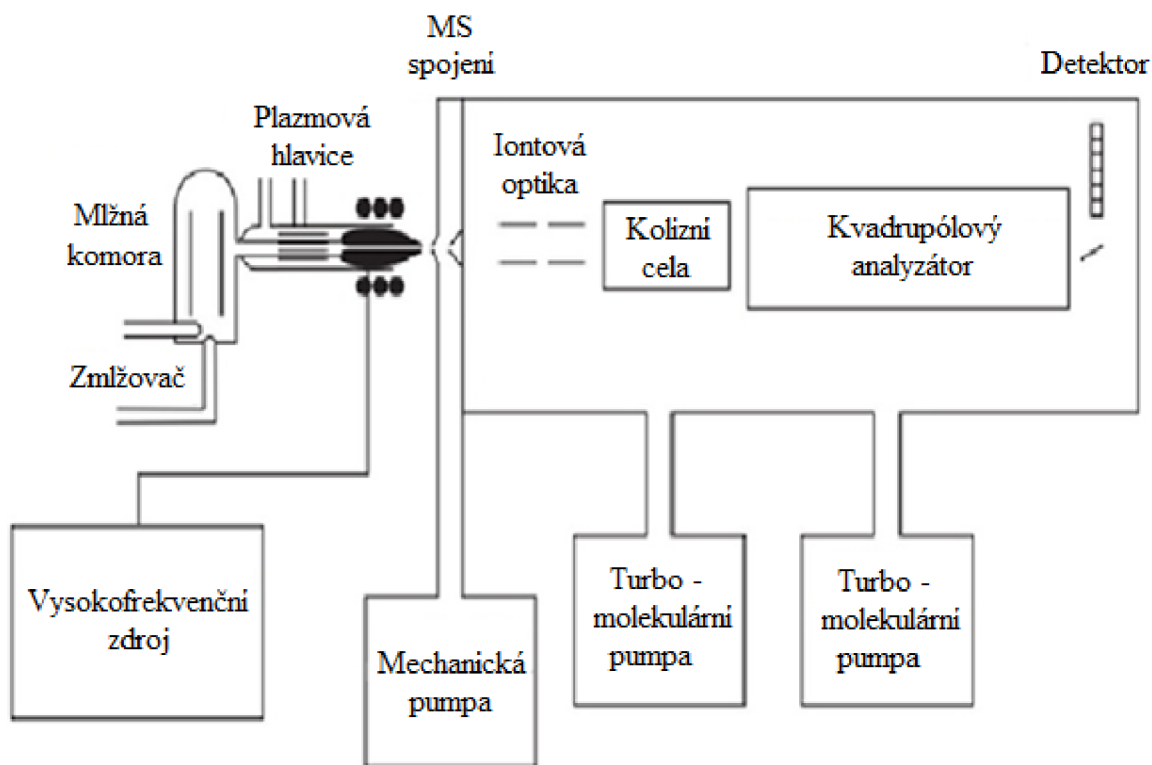 MS
spojení
Detektor
Plazmová
hlavice
Iontová
optika
Mlžná
komora
Kolizní
cela
Kvadrupólový
analyzátor
Zmlžovač
Vysokofrekvenční
zdroj
Mechanická
pumpa
Turbo -
molekulární
pumpa
Turbo -
molekulární
pumpa